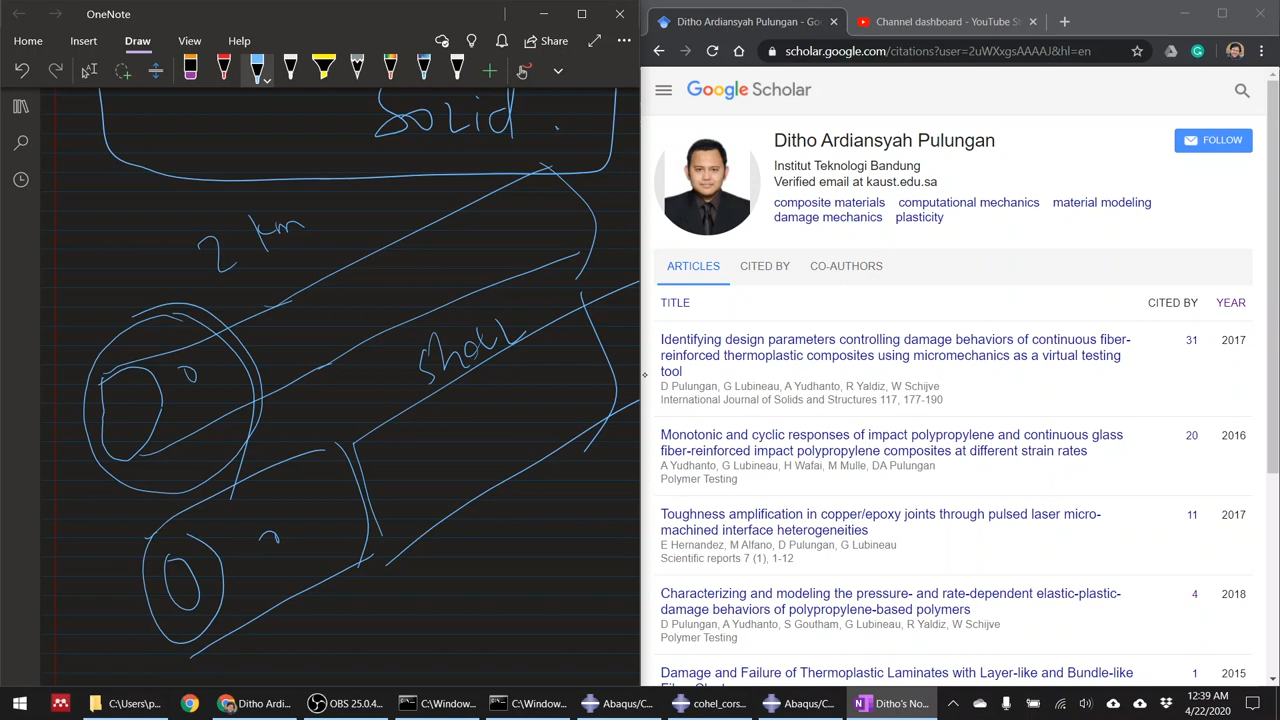 OneNote
Home Insert Draw View Help Share
solid.
2 km
shell
Ditho Ardiansyah Pulungan - Go
Channel dashboard - YouTube St
scholar.google.com/citations?user=2uWXxgsAAAAJ&hl=en
Google Scholar
Ditho Ardiansyah Pulungan
FOLLOW
Institut Teknologi Bandung
Verified email at kaust.edu.sa
composite materials computational mechanics material modeling
damage mechanics plasticity
ARTICLES CITED BY CO-AUTHORS
TITLE CITED BY YEAR
Identifying design parameters controlling damage behaviors of continuous fiber- 31 2017
reinforced thermoplastic composites using micromechanics as a virtual testing
tool
D Pulungan, G Lubineau, A Yudhanto, R Yaldiz, W Schijve
International Journal of Solids and Structures 117, 177-190
Monotonic and cyclic responses of impact polypropylene and continuous glass 20 2016
fiber-reinforced impact polypropylene composites at different strain rates
A Yudhanto, G Lubineau, H Wafai, M Mulle, DA Pulungan
Polymer Testing
Toughness amplification in copper/epoxy joints through pulsed laser micro- 11 2017
machined interface heterogeneities
E Hernandez, M Alfano, D Pulungan, G Lubineau
Scientific reports 7 (1), 1-12
Characterizing and modeling the pressure- and rate-dependent elastic-plastic- 4 2018
damage behaviors of polypropylene-based polymers
D Pulungan, A Yudhanto, S Goutham, G Lubineau, R Yaldiz, W Schijve
Polymer Testing
Damage and Failure of Thermoplastic Laminates with Layer-like and Bundle-like 1 2015
C:\Users\p... Ditho Ardi... OBS 25.0.4... C:\Window... C:\Window... Abaqus/C... cohel_cors... Abaqus/C... Ditho's No...
12:39 AM
4/22/2020